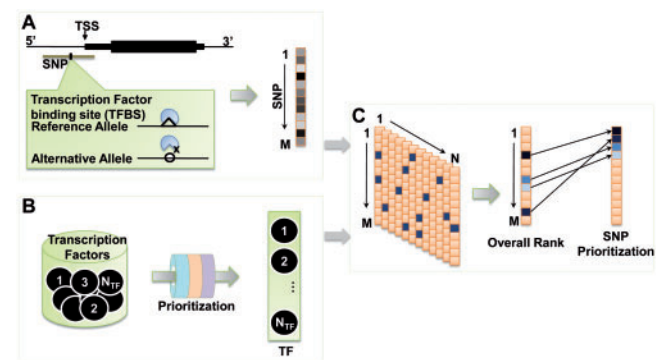 A
TSS
5’
3’
SNP
Transcription Factor
binding site (TFBS)
Reference Allele
x
Alternative Allele
1
SNP
M
B
Transcription
Factors
1
3
NTF
2
Prioritization
1
2
...
NTF
TF
C
1
1
N
M
1
M
Overall Rank
SNP
Prioritization